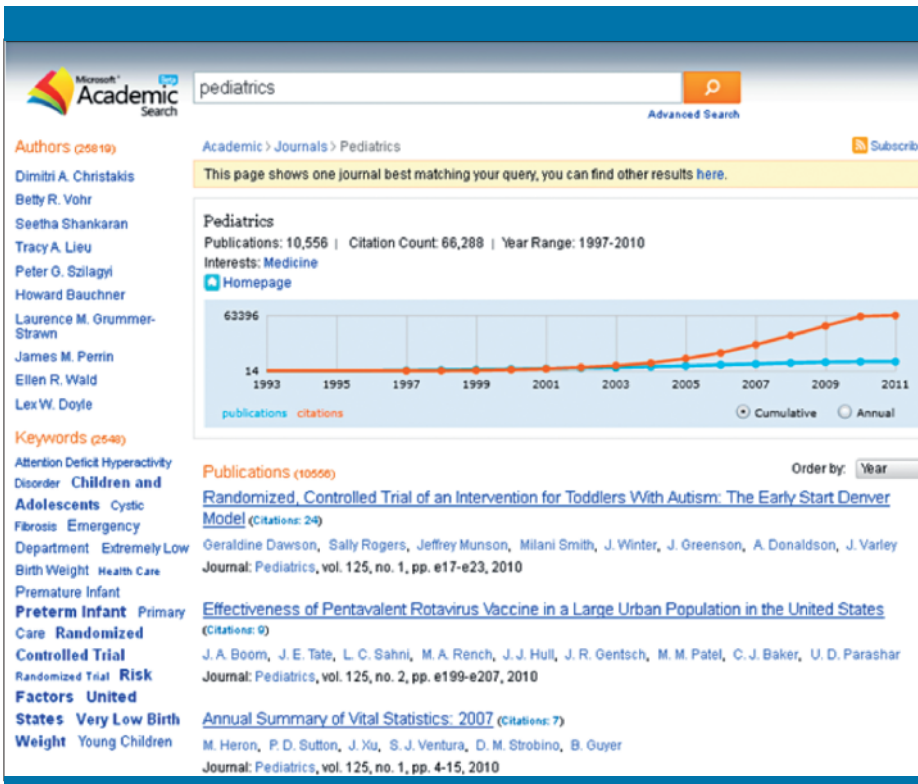 Microsoft Beta
Academic
Search
pediatrics
Advanced Search
Authors (25819)
Dimitri A. Christakis
Betty R. Vohr
Seetha Shankaran
Tracy A. Lieu
Peter G. Szilagyi
Howard Bauchner
Laurence M. Grummer-
Strawn
James M. Perrin
Ellen R. Wald
Lex W. Doyle
Keywords (2548)
Attention Deficit Hyperactivity
Disorder Children and
Adolescents Cystic
Fibrosis Emergency
Department Extremely Low
Birth Weight Health Care
Premature Infant
Preterm Infant Primary
Care Randomized
Controlled Trial
Randomized Trial Risk
Factors United
States Very Low Birth
Weight Young Children
Academic > Journals > Pediatrics
Subscrib
This page shows one journal best matching your query, you can find other results here.
Pediatrics
Publications: 10,556 | Citation Count: 66,288 | Year Range: 1997-2010
Interests: Medicine
Homepage
63396
14
1993 1995 1997 1999 2001 2003 2005 2007 2009 2011
publications citations
Cumulative Annual
Publications (10556)
Order by: Year
Randomized, Controlled Trial of an Intervention for Toddlers With Autism: The Early Start Denver
Model (Citations: 24)
Geraldine Dawson, Sally Rogers, Jeffrey Munson, Milani Smith, J. Winter, J. Greenson, A. Donaldson, J. Varley
Journal: Pediatrics, vol. 125, no. 1, pp. e17-e23, 2010
Effectiveness of Pentavalent Rotavirus Vaccine in a Large Urban Population in the United States
(Citations: 9)
J. A. Boom, J. E. Tate, L. C. Sahni, M. A. Rench, J. J. Hull, J. R. Gentsch, M. M. Patel, C. J. Baker, U. D. Parashar
Journal: Pediatrics, vol. 125, no. 2, pp. e199-e207, 2010
Annual Summary of Vital Statistics: 2007 (Citations: 7)
M. Heron, P. D. Sutton, J. Xu, S. J. Ventura, D. M. Strobino, B. Guyer
Journal: Pediatrics, vol. 125, no. 1, pp. 4-15, 2010